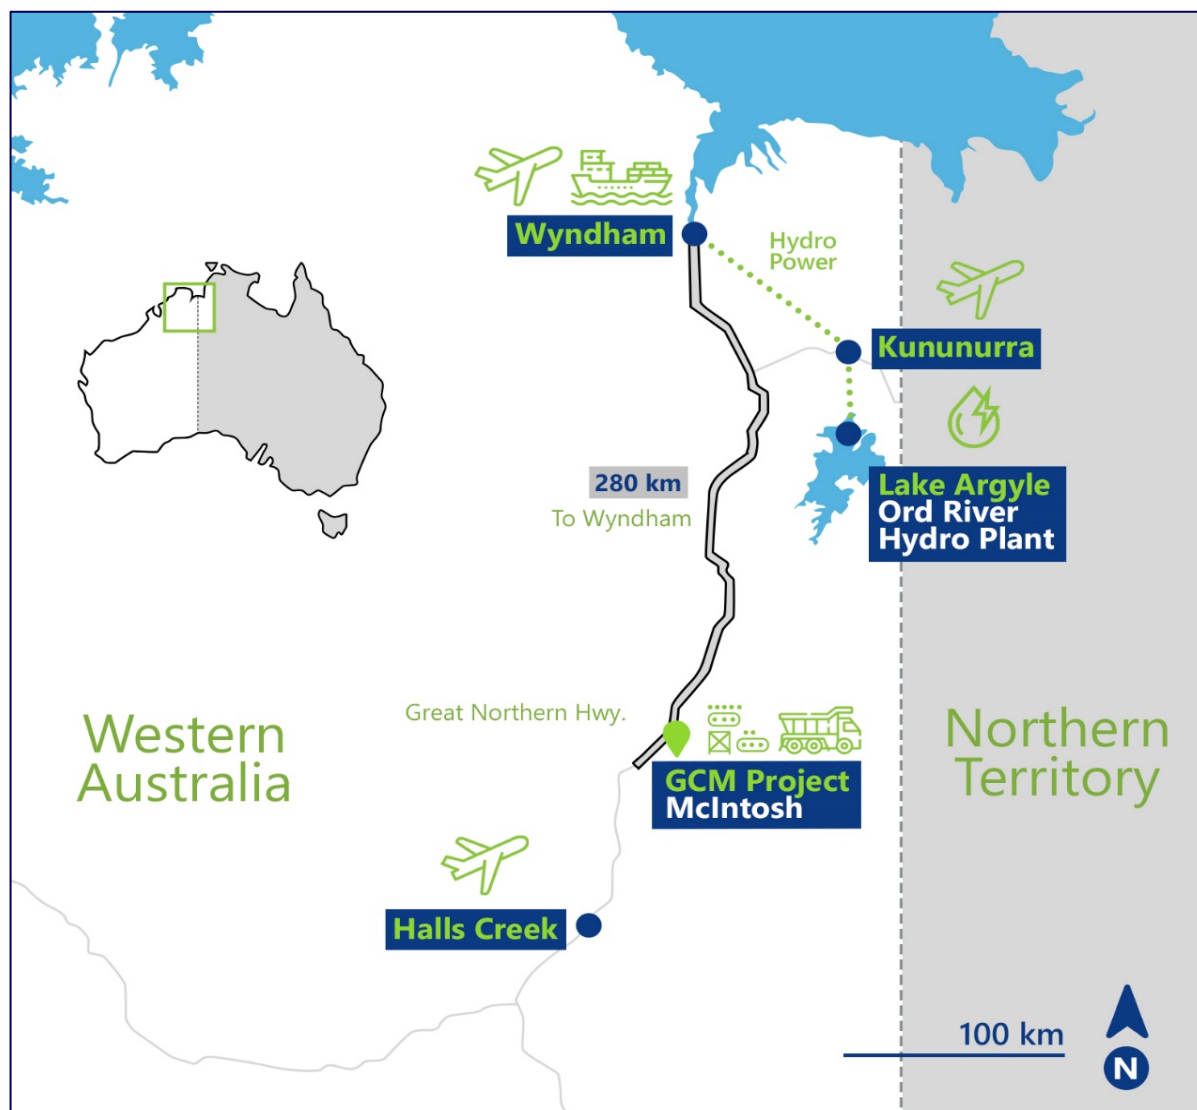 Wyndham
Hydro
Power
Kununurra
280 km
To Wyndham
Lake Argyle
Ord River
Hydro Plant
Great Northern Hwy.
Western
Australia
GCM Project
McIntosh
Northern
Territory
Halls Creek
100 km
N